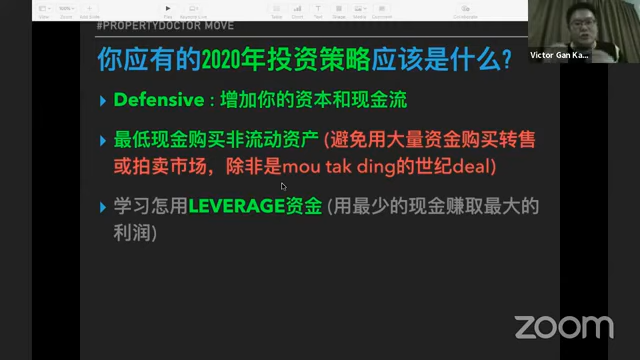 #PROPERTYDOCTOR MOVE
你应有的2020年投资策略应该是什么?
Defensive : 增加你的资本和现金流
最低现金购买非流动资产 (避免用大量资金购买转售
或拍卖市场，除非是mou tak ding的世纪deal)
学习怎用LEVERAGE资金 (用最少的现金赚取最大的
利润)
Victor Gan Ka...
zoom